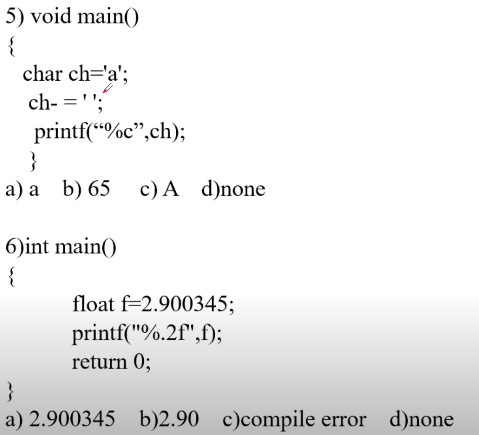 5) void main()
{
char ch='a';
ch- = ' ';
printf(“%c”,ch);
}
a) a b) 65 c) A d)none
6)int main()
{
float f=2.900345;
printf("%.2f",f);
return 0;
}
a) 2.900345 b)2.90 c)compile error d)none